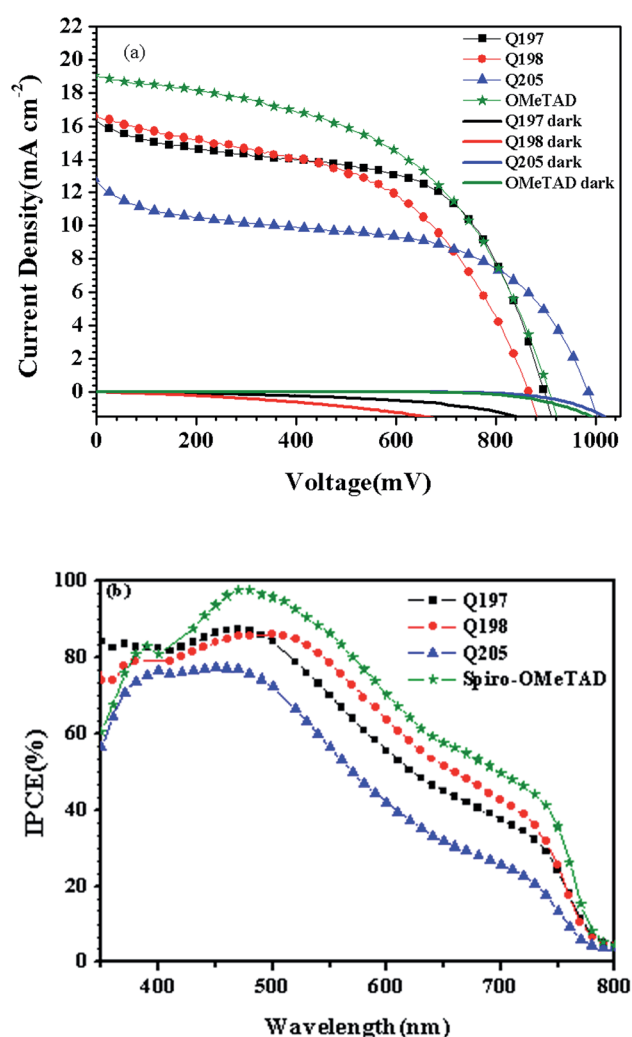 (a)
Q197
Q198
Q205
OMeTAD
Q197 dark
Q198 dark
Q205 dark
OMeTAD dark
22
20
18
16
14
12
10
8
6
4
2
0
Current Density(mA cm-2)
0 200 400 600 800 1000
Voltage(mV)
(b)
Q197
Q198
Q205
Spiro-OMeTAD
100
80
60
40
20
0
IPCE(%)
400 500 600 700 800
Wavelength(nm)